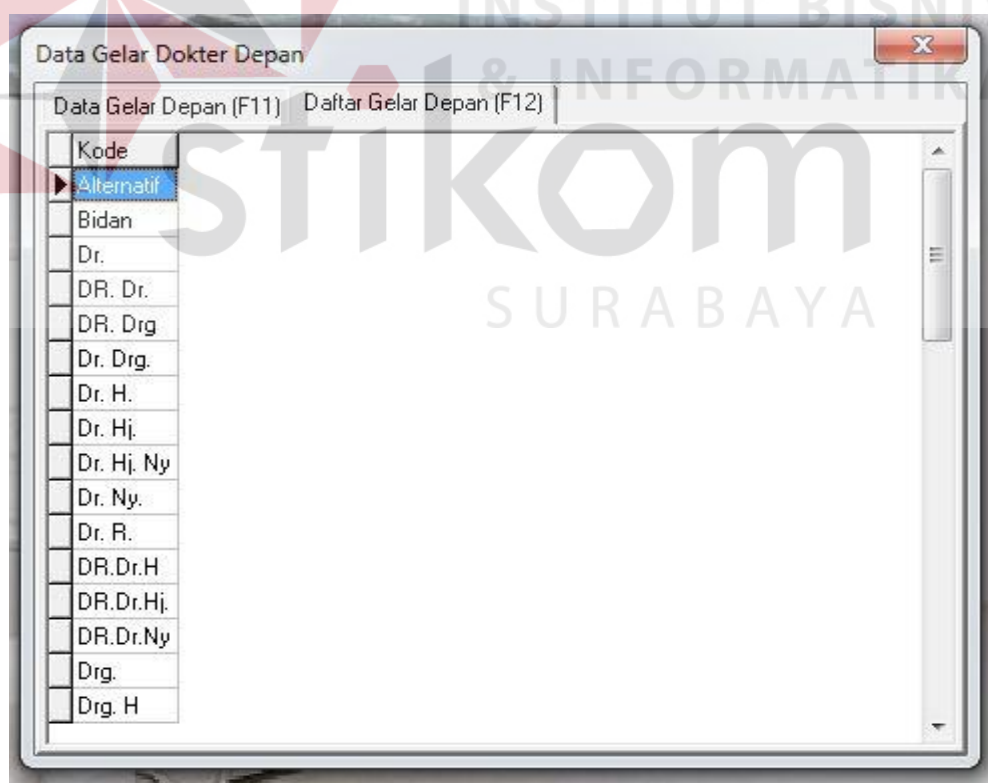 INSTITUT BISNI
& INFORMATIKA
stikom
SURABAYA
Data Gelar Dokter Depan
Data Gelar Depan (F11) Daftar Gelar Depan (F12)
Kode
Alternatif
Bidan
Dr.
DR. Dr.
DR. Drg
Dr. Drg.
Dr. H.
Dr. Hj.
Dr. Hj. Ny
Dr. Ny.
Dr. R.
DR.Dr.H
DR.Dr.Hj.
DR.Dr.Ny
Drg.
Drg. H